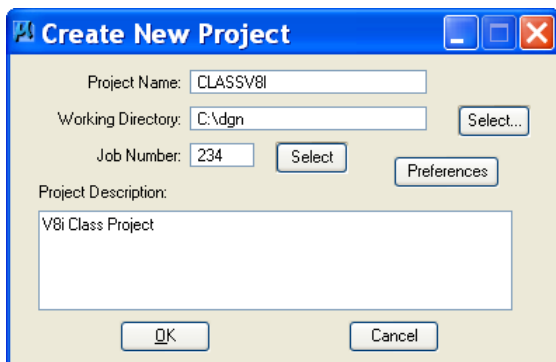 Create New Project
Project Name: CLASSV8I
Working Directory: C:\dgn Select...
Job Number: 234 Select
Preferences
Project Description:
V8i Class Project
OK Cancel